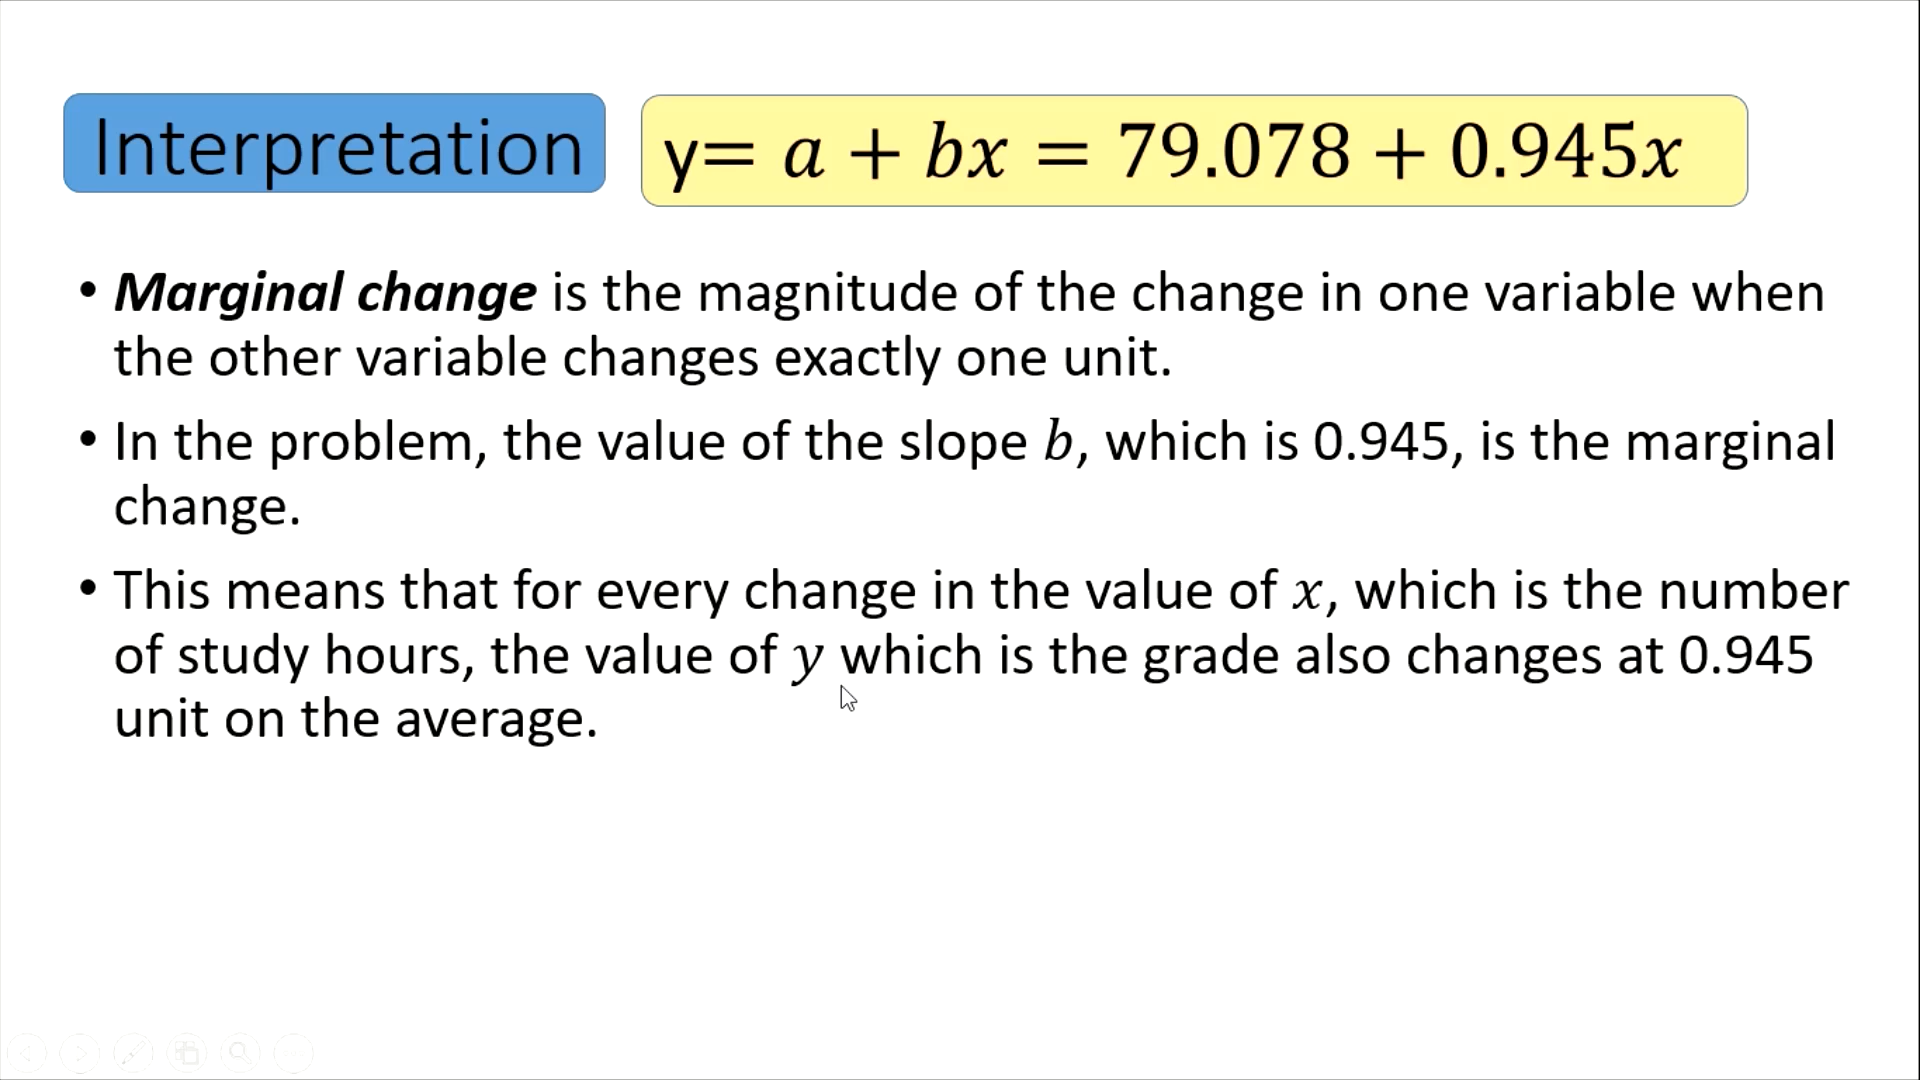 Interpretation
y= a + bx = 79.078 + 0.945x
• Marginal change is the magnitude of the change in one variable when
the other variable changes exactly one unit.
• In the problem, the value of the slope b, which is 0.945, is the marginal
change.
• This means that for every change in the value of x, which is the number
of study hours, the value of y which is the grade also changes at 0.945
unit on the average.